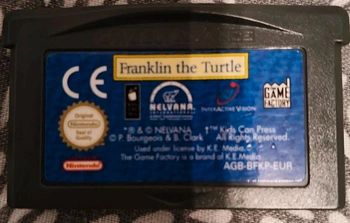 Franklin the Turtle
CE
NELVANA
INTERNATIONAL
INTERACTIVE VISION
THE
GAME
FACTORY
Original
Nintendo
Seal of
Quality
Nintendo
®* & © NELVANA †™ Kids Can Press
© P. Bourgeois & B. Clark All Rights Reserved.
Used under license by K.E. Media.
The Game Factory is a brand of K.E.Media.
AGB-BFKP-EUR